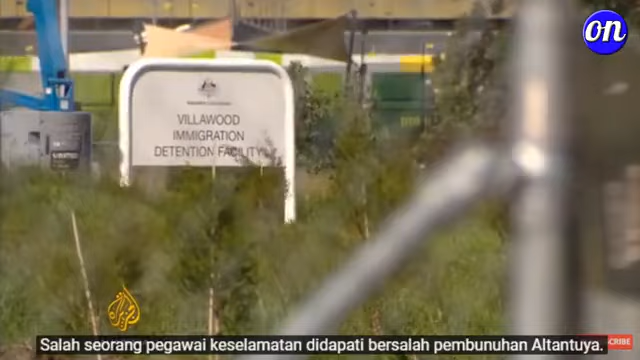 on
VILLAWOOD
IMMIGRATION
DETENTION FACILITY
Salah seorang pegawai keselamatan didapati bersalah pembunuhan Altantuya.